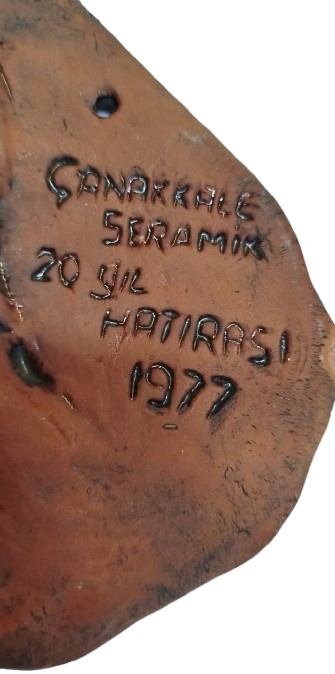 ÇANAKKALE
SERAMİK
20 YIL
HATIRASI
1977